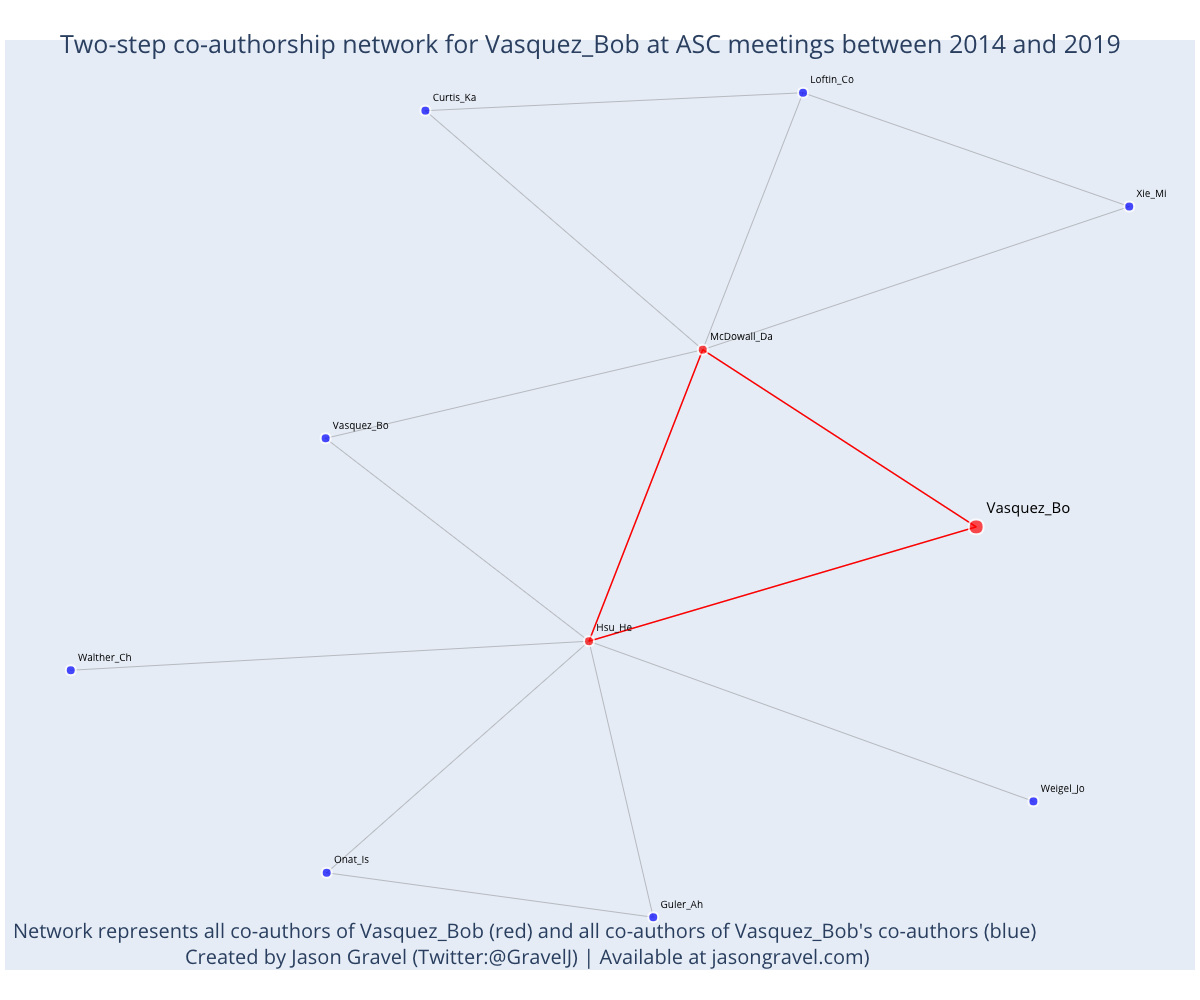 Two-step co-authorship network for Vasquez_Bob at ASC meetings between 2014 and 2019
Loftin_Co
Curtis_Ka
Xie_Mi
McDowall_Da
Vasquez_Bo
Vasquez_Bo
Hsu_He
Walther_Ch
Weigel_Jo
Onat_Is
Guler_Ah
Network represents all co-authors of Vasquez_Bob (red) and all co-authors of Vasquez_Bob's co-authors (blue)
Created by Jason Gravel (Twitter:@GravelJ) | Available at jasongravel.com)